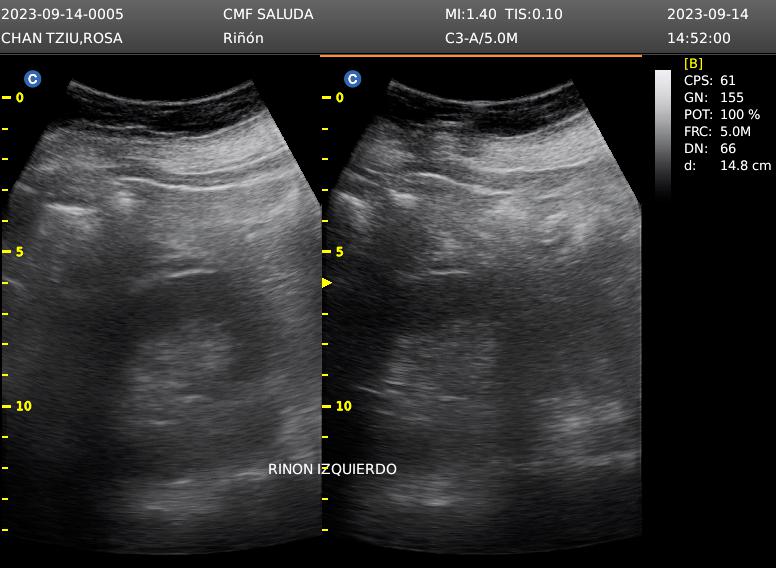 2023-09-14-0005 CMF SALUDA MI:1.40 TIS:0.10 2023-09-14
CHAN TZIU,ROSA Riñón C3-A/5.0M 14:52:00
C C [B]
0 0 CPS: 61
GN: 155
POT: 100 %
FRC: 5.0M
DN: 66
d: 14.8 cm
5 5
10 10
RINON IZQUIERDO